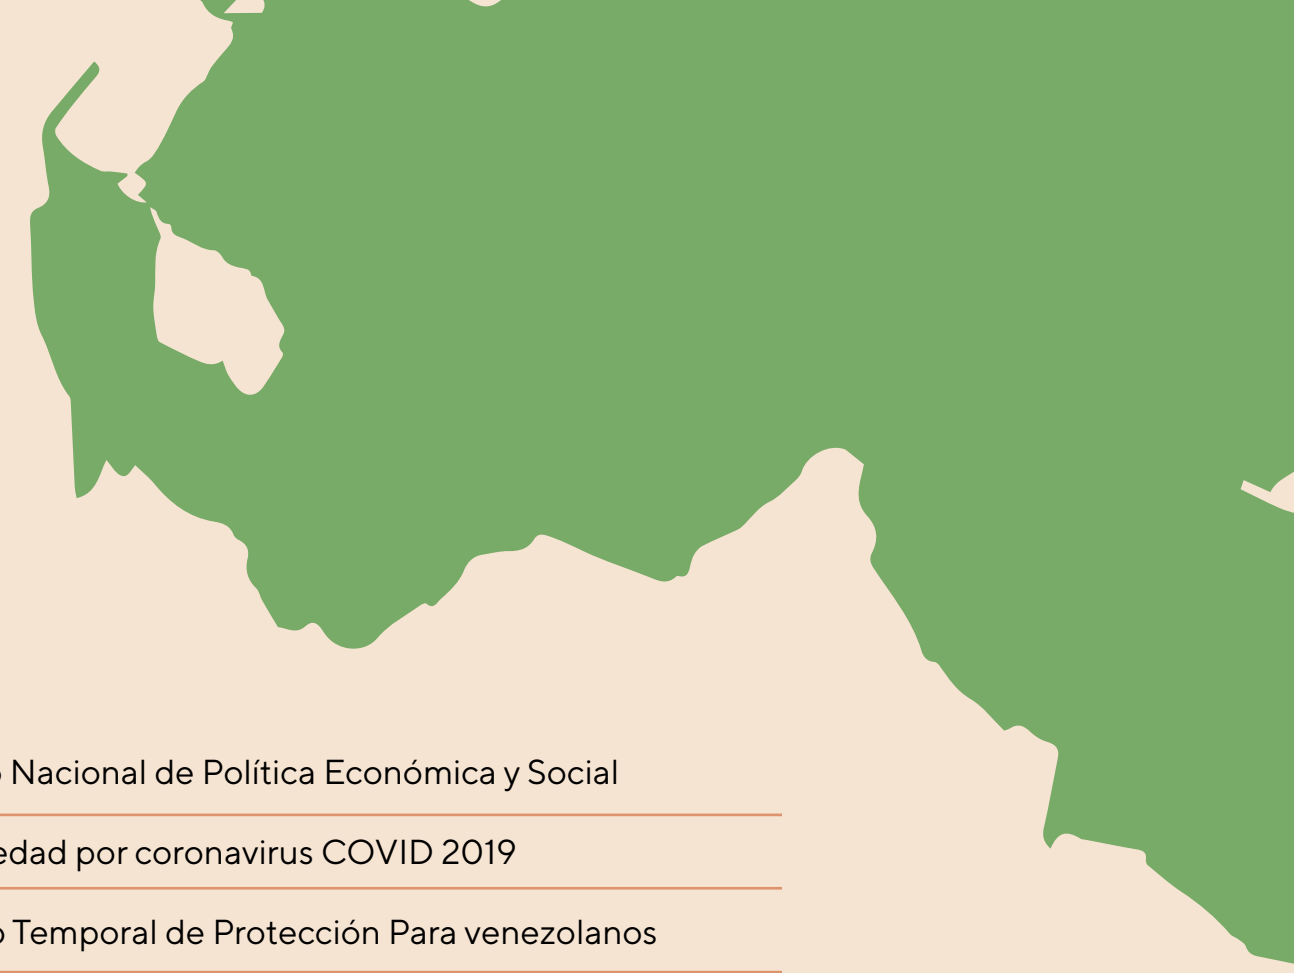 o Nacional de Política Económica y Social
edad por coronavirus COVID 2019
o Temporal de Protección Para venezolanos